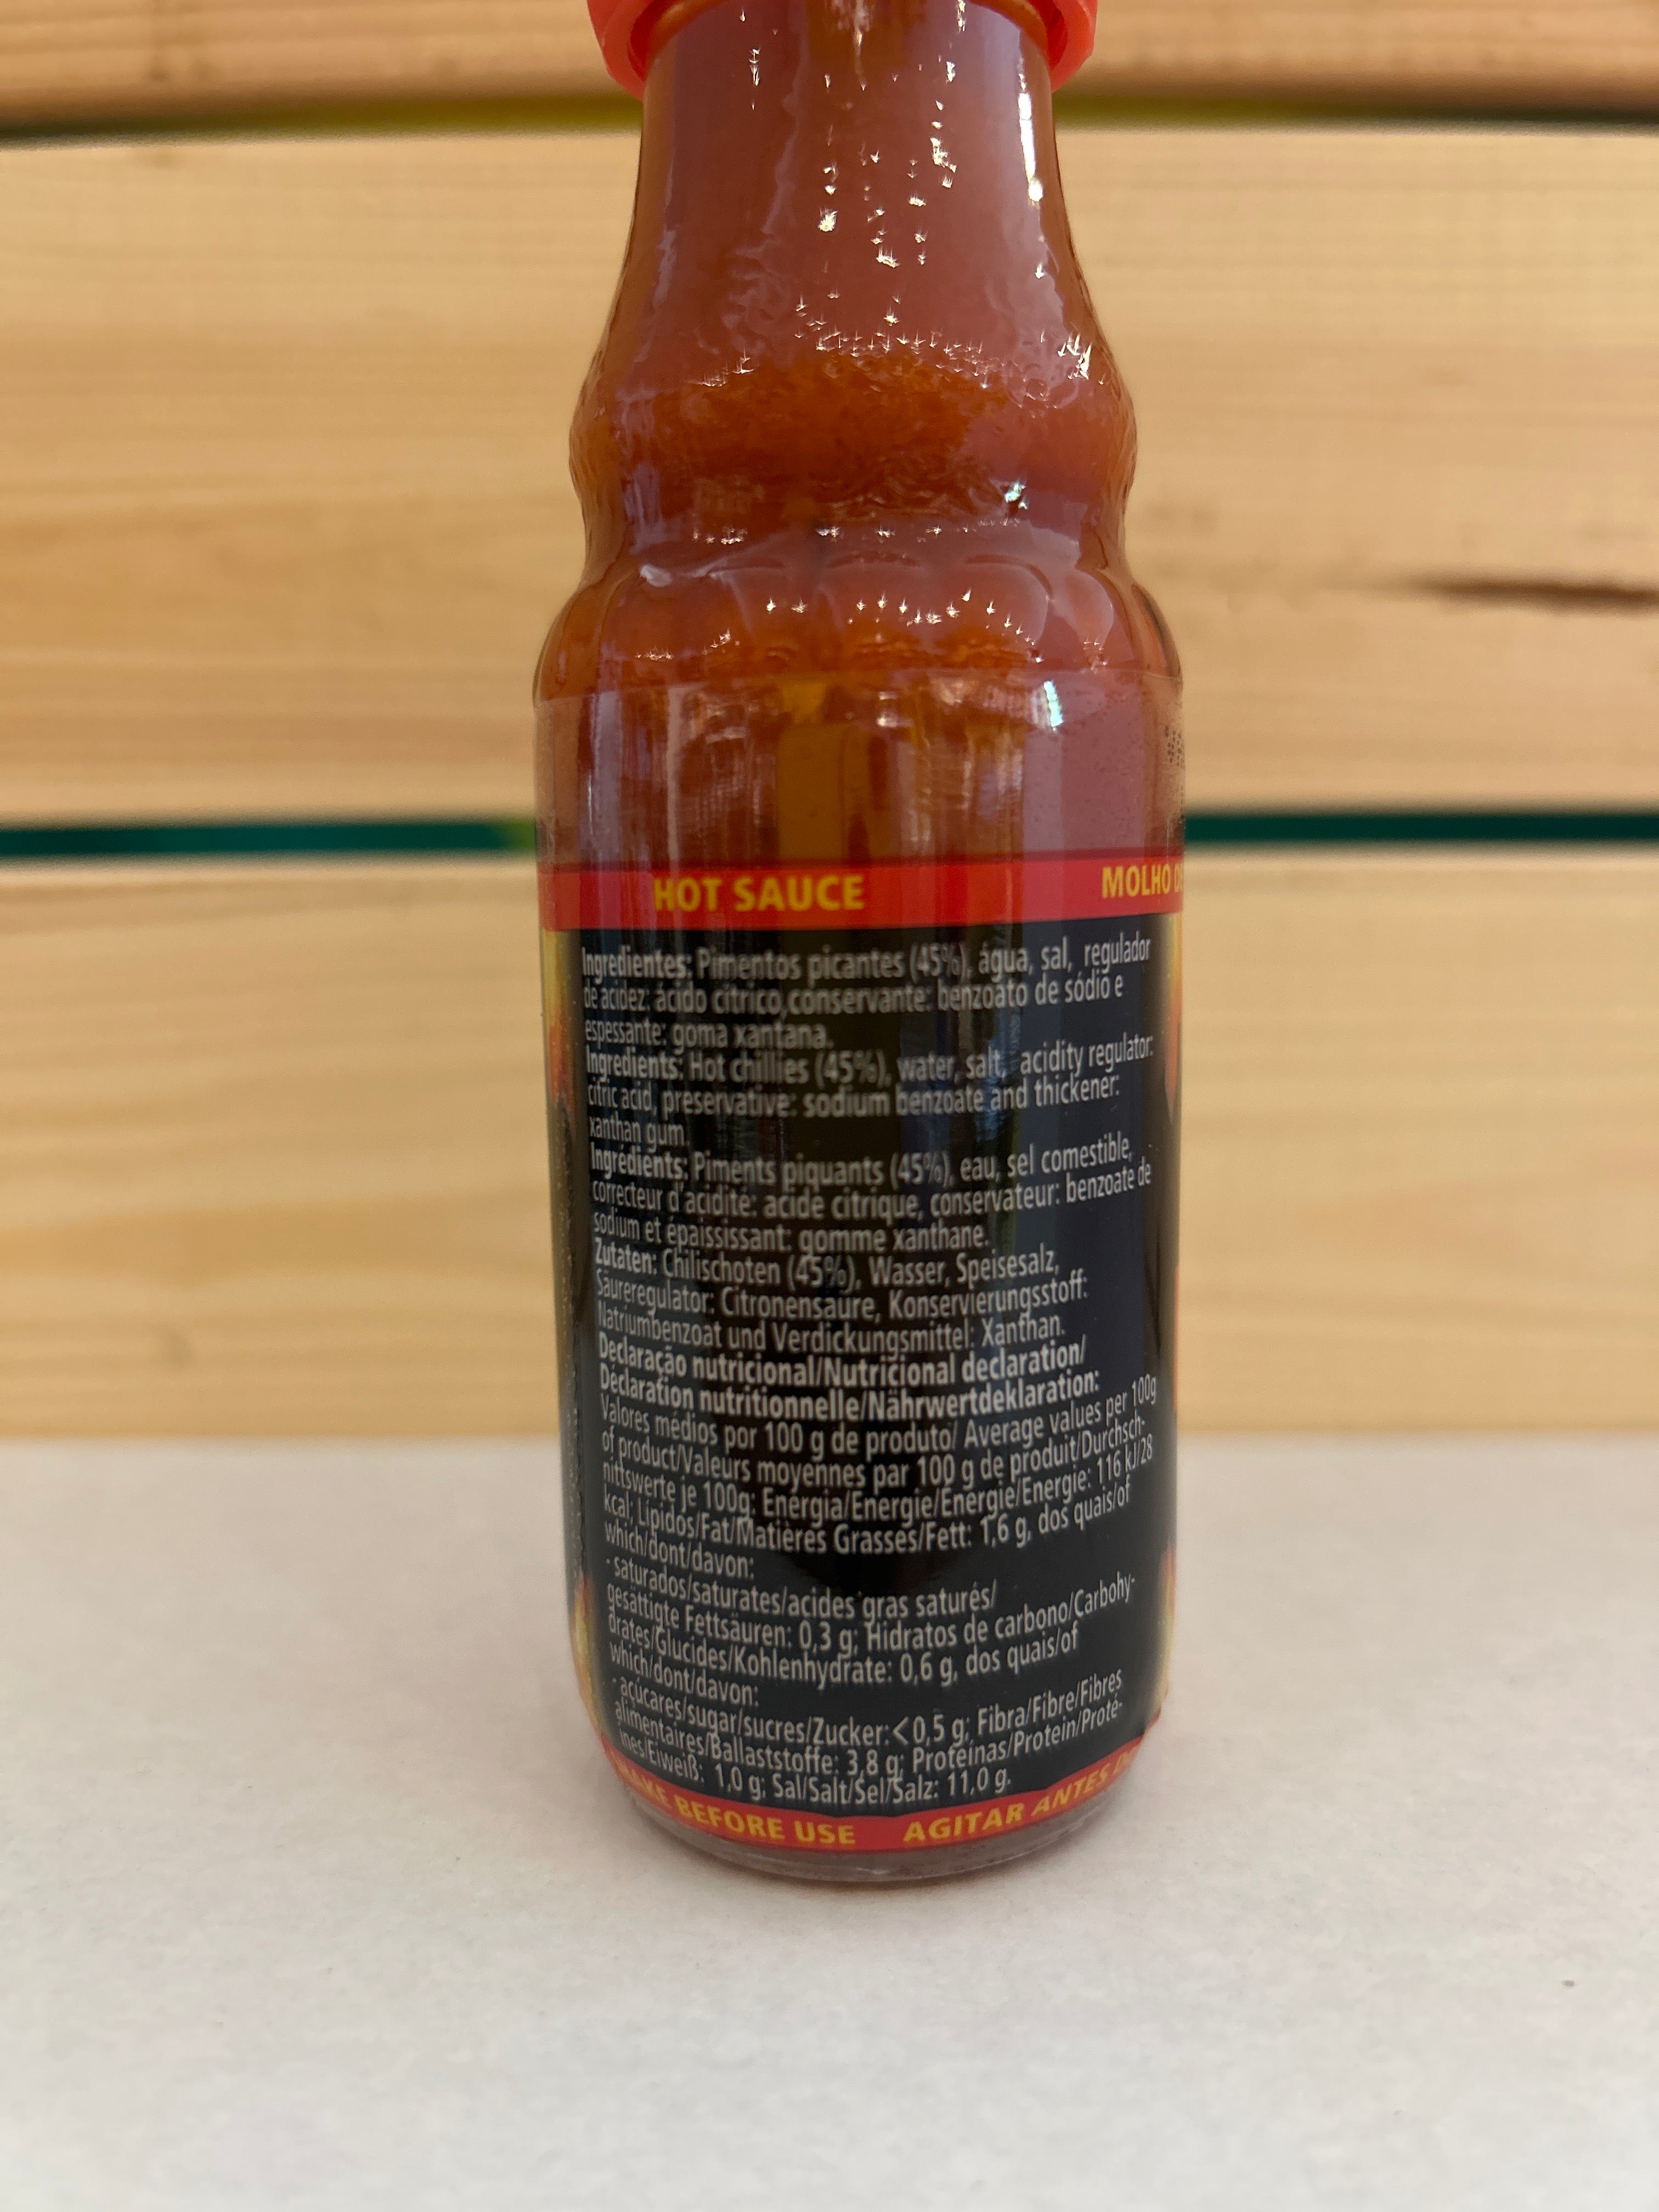 HOT SAUCE MOLHO
Ingredientes: Pimentos picantes (45%), água, sal, regulador
de acidez: ácido cítrico,conservante: benzoato de sódio e
espessante: goma xantana.
Ingredients: Hot chillies (45%), water, salt, acidity regulator:
citric acid, preservative: sodium benzoate and thickener:
xanthan gum.
Ingrédients: Piments piquants (45%), eau, sel comestible,
correcteur d'acidité: acide citrique, conservateur: benzoate de
sodium et épaississant: gomme xanthane.
Zutaten: Chilischoten (45%), Wasser, Speisesalz,
Säureregulator: Citronensaure, Konservierungsstoff:
Natriumbenzoat und Verdickungsmittel: Xanthan.
Declaração nutricional/Nutricional declaration/
Déclaration nutritionnelle/Nährwertdeklaration:
Valores médios por 100 g de produto/ Average values per 100g
of product/Valeurs moyennes par 100 g de produit/Durchsch-
nittswerte je 100g: Energia/Energie/Énergie/Energie: 116 kJ/28
kcal; Lípidos/Fat/Matières Grasses/Fett: 1,6 g, dos quais/of
which/dont/davon:
- saturados/saturates/acides gras saturés/
gesättigte Fettsäuren: 0,3 g; Hidratos de carbono/Carbohy-
drates/Glucides/Kohlenhydrate: 0,6 g, dos quais/of
which/dont/davon:
- açúcares/sugar/sucres/Zucker:<0,5 g; Fibra/Fibre/Fibres
alimentaires/Ballaststoffe: 3,8 g; Proteínas/Protein/Proté-
ines/Eiweiß: 1,0 g; Sal/Salt/Sel/Salz: 11,0 g.
BEFORE USE AGITAR ANTES